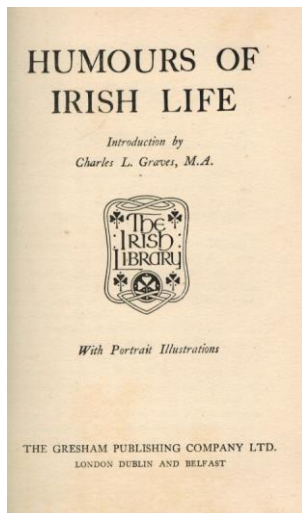 HUMOURS OF
IRISH LIFE
Introduction by
Charles L. Graves, M.A.
The
Irish
Library
With Portrait Illustrations
THE GRESHAM PUBLISHING COMPANY LTD.
LONDON DUBLIN AND BELFAST